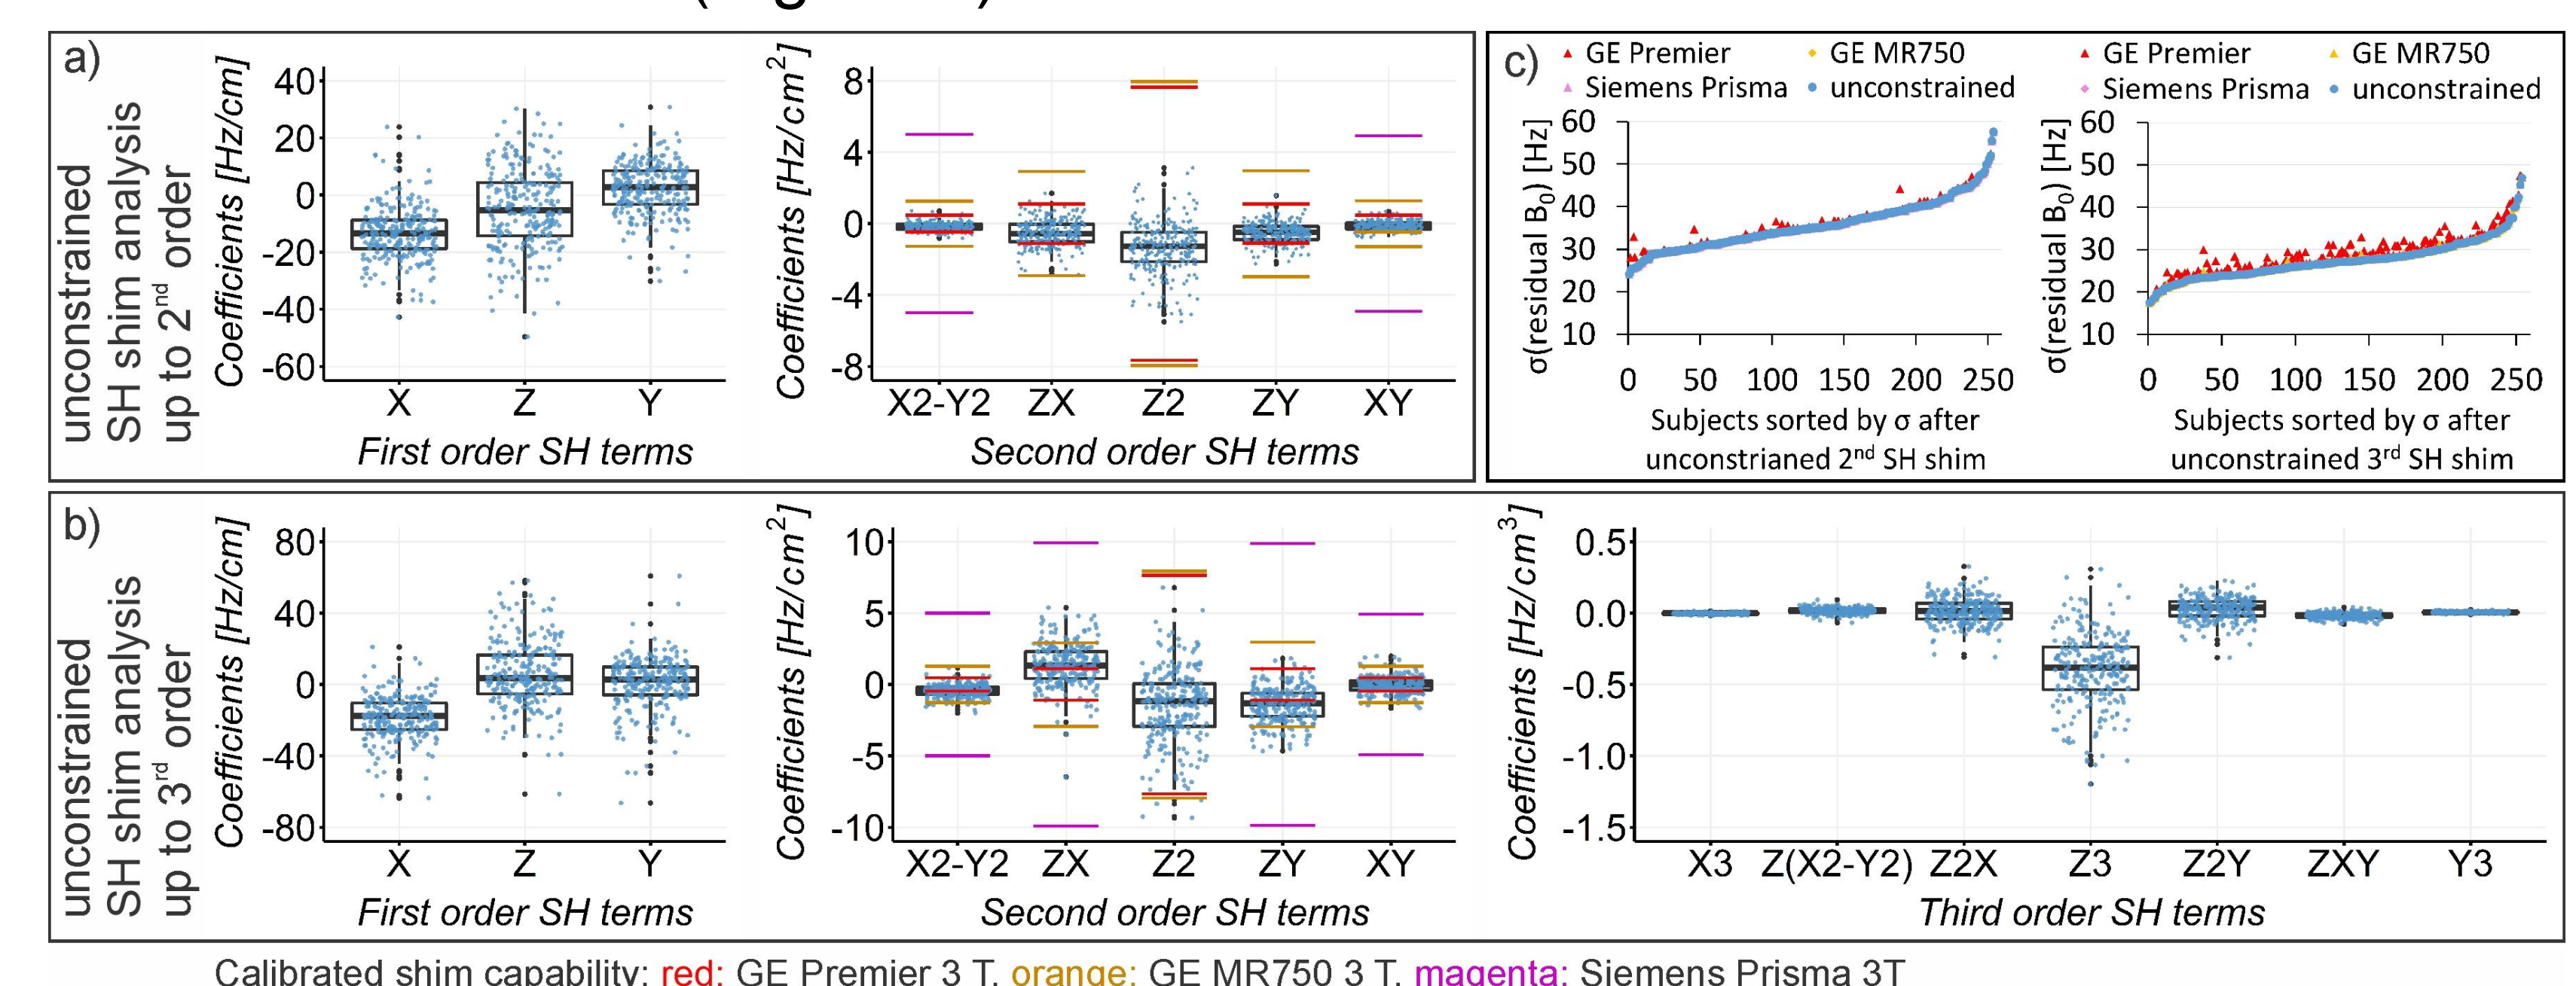 a)
unconstrained
SH shim analysis
up to 2nd order
Coefficients [Hz/cm]
40
20
0
-20
-40
-60
X Z Y
First order SH terms
Coefficients [Hz/cm2]
8
4
0
-4
-8
X2-Y2 ZX Z2 ZY XY
Second order SH terms
c)
GE Premier GE MR750
Siemens Prisma unconstrained
σ(residual B0) [Hz]
60
50
40
30
20
10
0 50 100 150 200 250
Subjects sorted by σ after
unconstrianed 2nd SH shim
GE Premier GE MR750
Siemens Prisma unconstrained
σ(residual B0) [Hz]
60
50
40
30
20
10
0 50 100 150 200 250
Subjects sorted by σ after
unconstrained 3rd SH shim
b)
unconstrained
SH shim analysis
up to 3rd order
Coefficients [Hz/cm]
80
40
0
-40
-80
X Z Y
First order SH terms
Coefficients [Hz/cm2]
10
5
0
-5
-10
X2-Y2 ZX Z2 ZY XY
Second order SH terms
Coefficients [Hz/cm3]
0.5
0.0
-0.5
-1.0
-1.5
X3 Z(X2-Y2) Z2X Z3 Z2Y ZXY Y3
Third order SH terms
Calibrated shim capability: red: GE Premier 3 T, orange: GE MR750 3 T, magenta: Siemens Prisma 3T